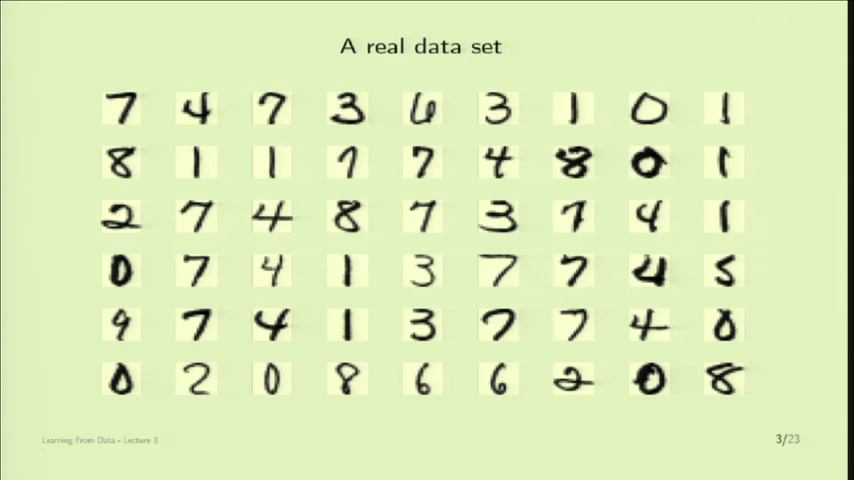 A real data set
7 4 7 3 6 3 1 0 1
8 1 1 7 7 4 8 0 1
2 7 4 8 7 3 7 4 1
0 7 4 1 3 7 7 4 5
9 7 4 1 3 7 7 4 0
0 2 0 8 6 6 2 0 8
Learning From Data - Lecture 3
3/23